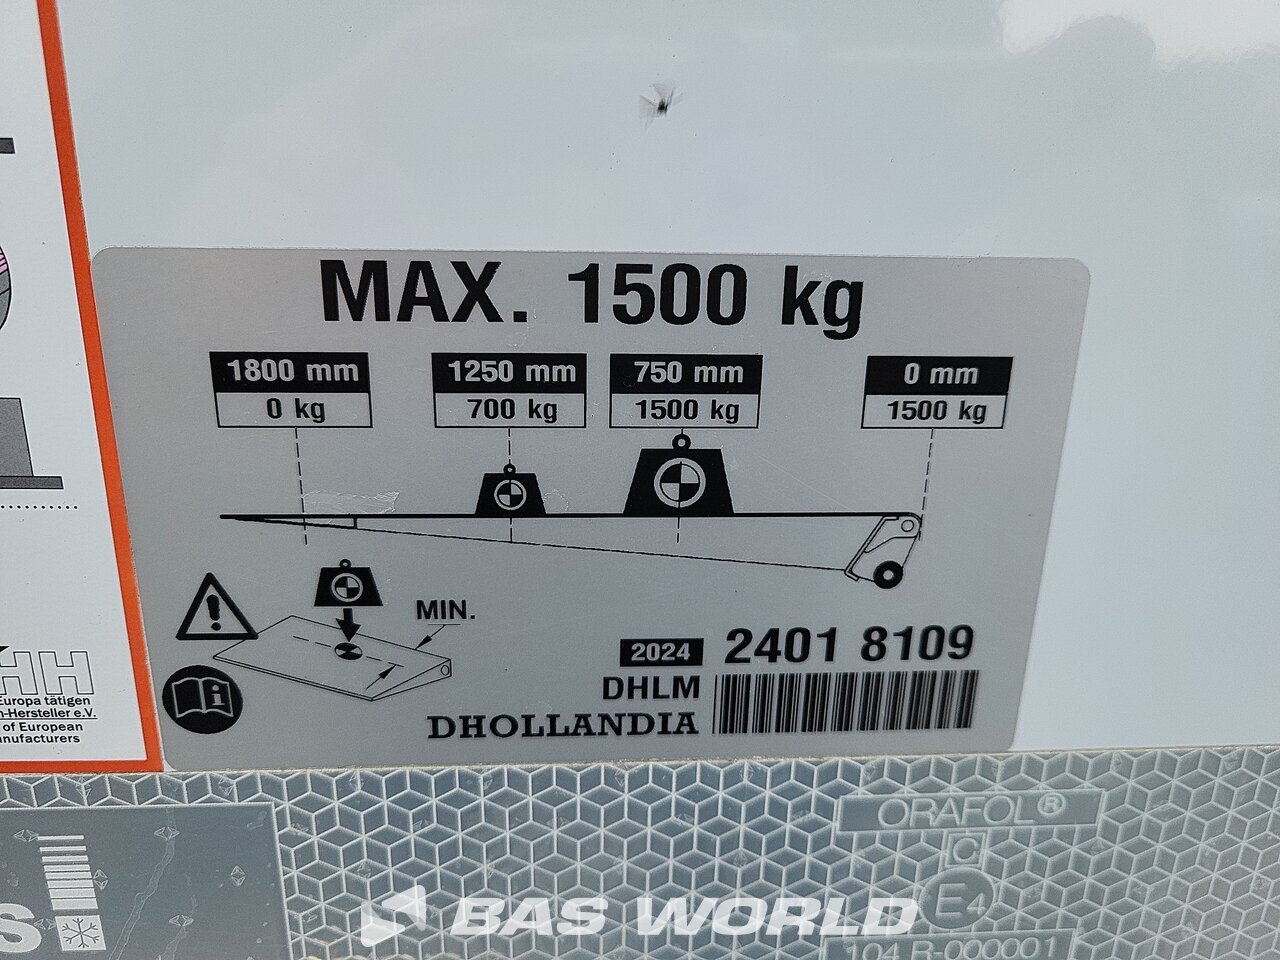 MAX. 1500 kg
1800 mm
0 kg
1250 mm
700 kg
750 mm
1500 kg
0 mm
1500 kg
MIN.
2024 2401 8109
DHLM
DHOLLANDIA
HH
Europa tätigen
-Hersteller e.V.
of European
ORAFOL®
C
E4
104 R-000001
BAS WORLD